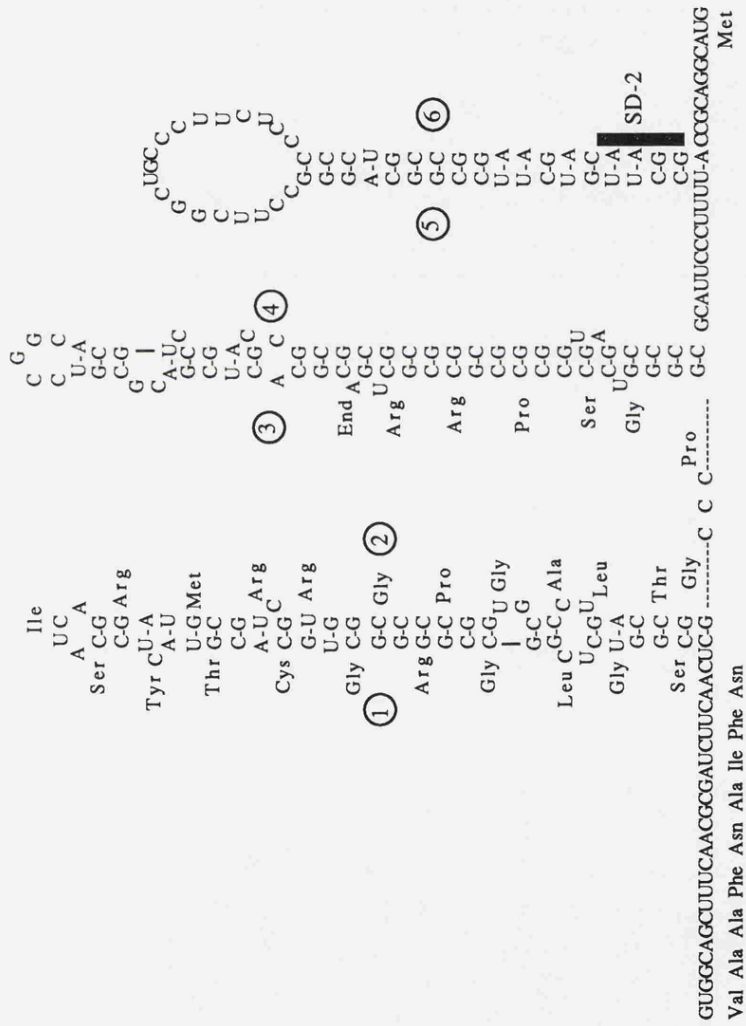 Ile
U C
A A
Ser C-G
C-G Arg
Tyr C U-A
A-U
U-G Met
Thr G-C
C-G
A-U Arg
Cys C-G C
G-U Arg
U-G
Gly C-G
① G-C Gly ②
G-C
Arg G-C Pro
C-G
Gly C-G U Gly
G
G-C
Leu C G-C C Ala
U C-G U Leu
Gly U-A
G-C
G-C Thr
Ser C-G Gly
C G G
C C
U-A
G-C
C-G
G
C
A-U C
G-C
C-G
U-A
C-G C
③ A C ④
C-G
G-C
End A C-G
G-C
Arg U G-C
C-G
Arg G-C
G-C
Pro C-G
C-G
Ser C-G U
C-G A
Gly U G-C
G-C
G-C
G-C
UGC
C C
G C
G U
C U
U C
U U
C C
C C
G-C
G-C
G-C
A-U
C-G
G-C
⑤ G-C ⑥
C-G
C-G
U-A
U-A
C-G
U-A
G-C
U-A
U-A SD-2
C-G
C-G
GUGGCAGCUUUCAACGCGAUCUUCAACUC-G --------C C C Pro -------- GCAUUCCCUUUU-ACCGCAGGCAUG
Val Ala Ala Phe Asn Ala Ile Phe Asn Met